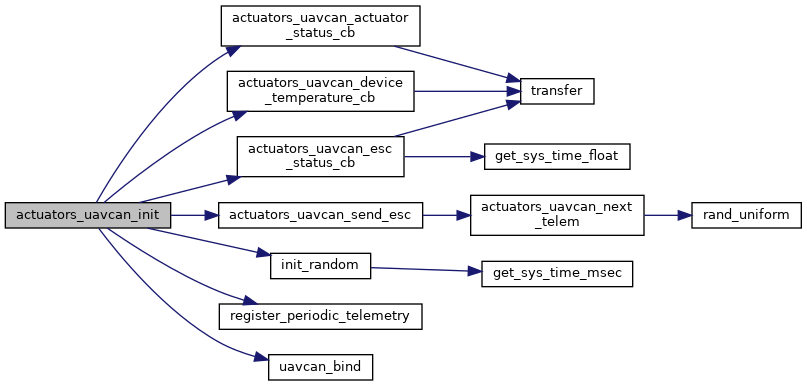 actuators_uavcan_actuator
_status_cb
actuators_uavcan_device
_temperature_cb
transfer
actuators_uavcan_esc
_status_cb
get_sys_time_float
actuators_uavcan_init
actuators_uavcan_send_esc
actuators_uavcan_next
_telem
rand_uniform
init_random
get_sys_time_msec
register_periodic_telemetry
uavcan_bind